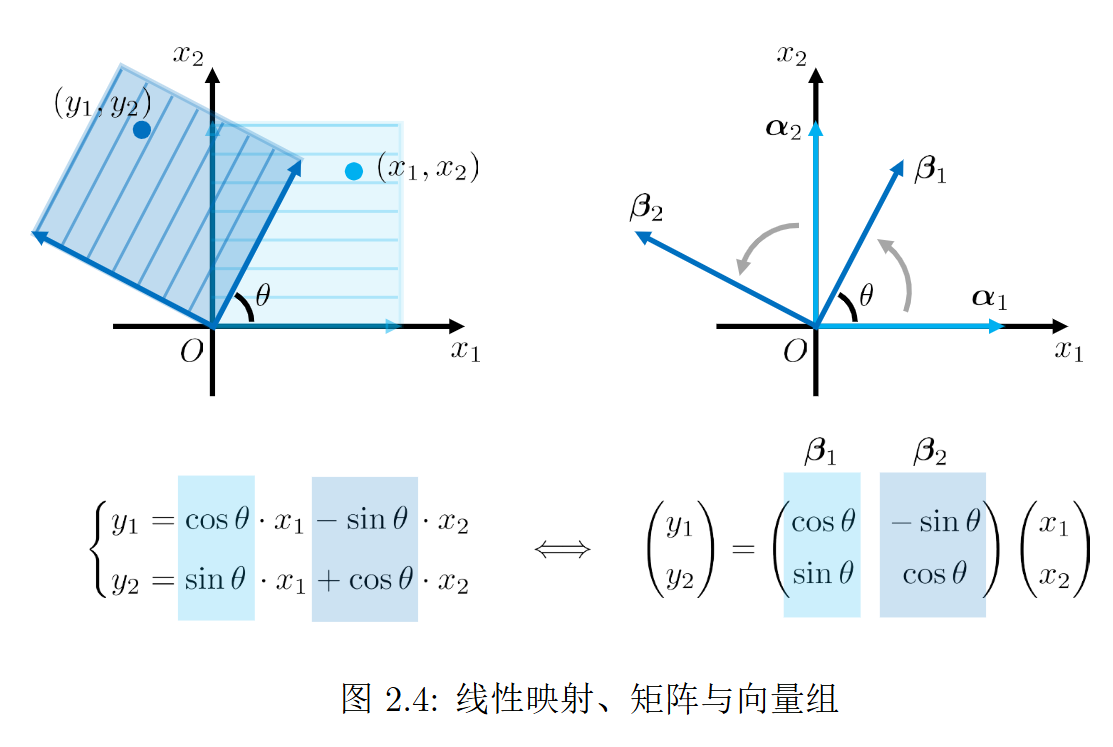 x₂
(y₁, y₂)
(x₁, x₂)
θ
O
x₁
x₂
α₂
β₁
β₂
θ
α₁
O
x₁
β₁ β₂
{ y₁ = cos θ · x₁ − sin θ · x₂
y₂ = sin θ · x₁ + cos θ · x₂
⟺
( y₁ ) = ( cos θ − sin θ ) ( x₁ )
( y₂ ) ( sin θ cos θ ) ( x₂ )
图 2.4: 线性映射、矩阵与向量组